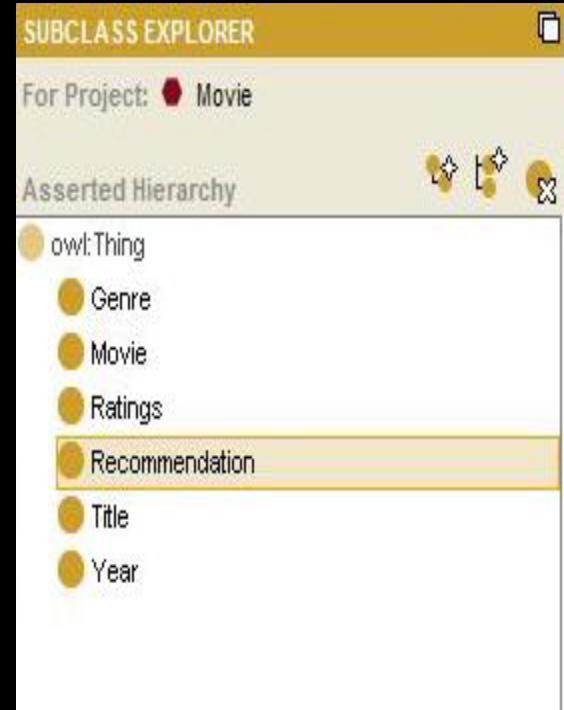 SUBCLASS EXPLORER
For Project: Movie
Asserted Hierarchy
owl:Thing
Genre
Movie
Ratings
Recommendation
Title
Year